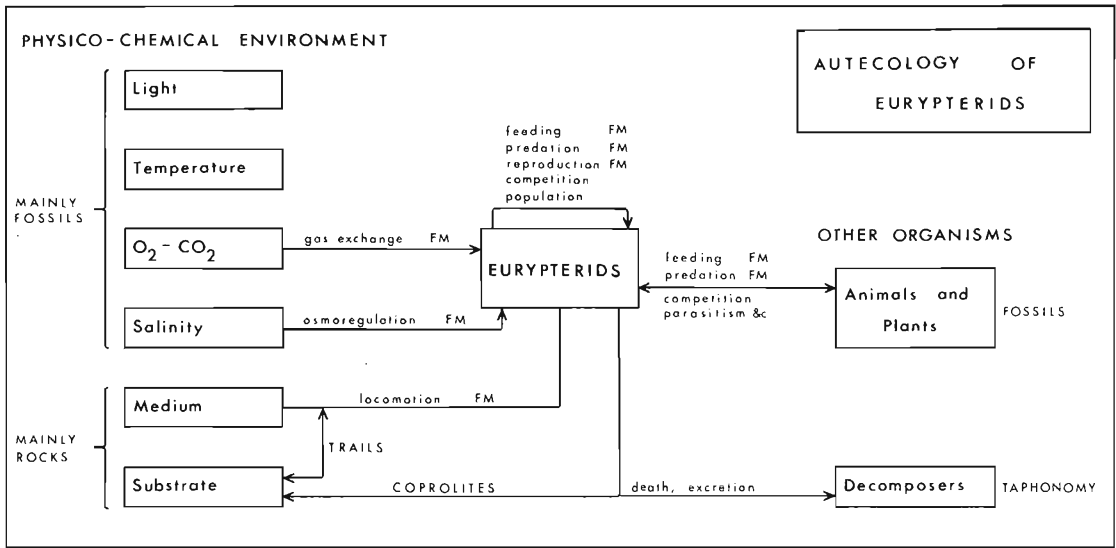 PHYSICO-CHEMICAL ENVIRONMENT
AUTECOLOGY OF
EURYPTERIDS
MAINLY
FOSSILS
Light
Temperature
O2 - CO2
Salinity
MAINLY
ROCKS
Medium
Substrate
gas exchange FM
osmoregulation FM
locomotion FM
TRAILS
COPROLITES
feeding FM
predation FM
reproduction FM
competition
population
EURYPTERIDS
feeding FM
predation FM
competition
parasitism &c
death, excretion
OTHER ORGANISMS
Animals and
Plants
FOSSILS
Decomposers
TAPHONOMY